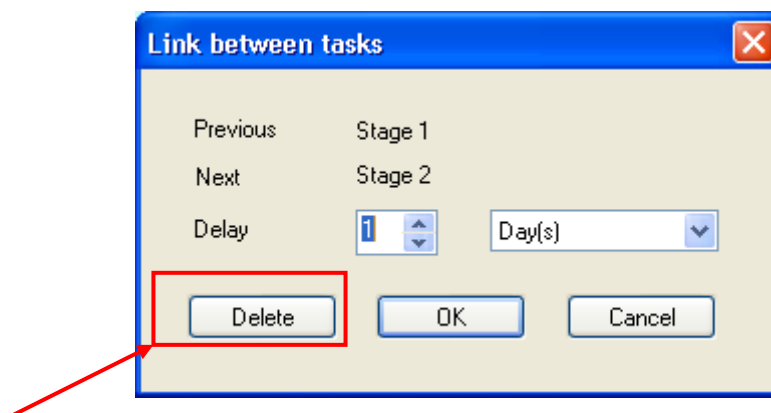 Link between tasks
Previous Stage 1
Next Stage 2
Delay 1 Day(s)
Delete OK Cancel